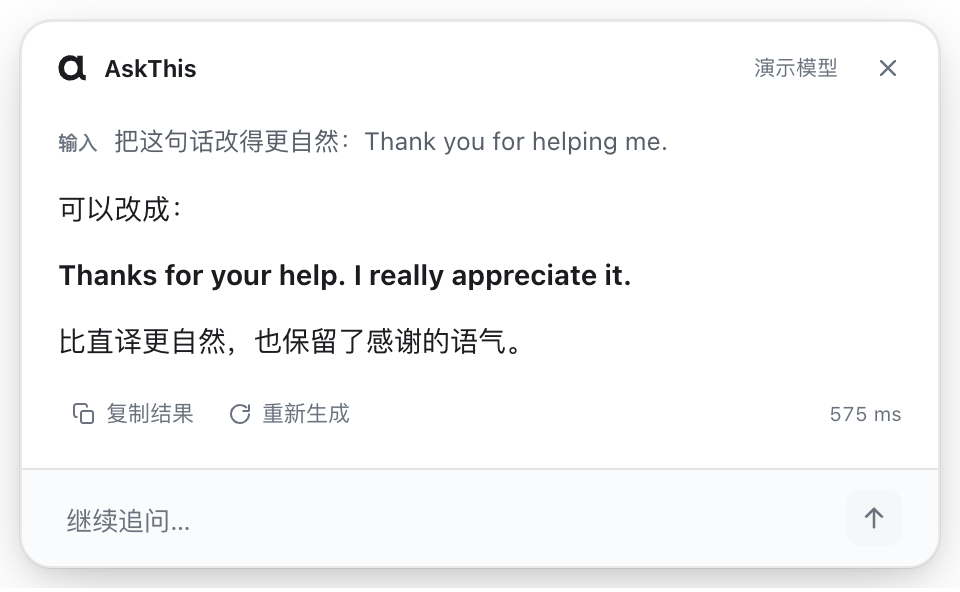 AskThis
演示模型
输入 把这句话改得更自然：Thank you for helping me.
可以改成：
Thanks for your help. I really appreciate it.
比直译更自然，也保留了感谢的语气。
复制结果 重新生成 575 ms
继续追问...